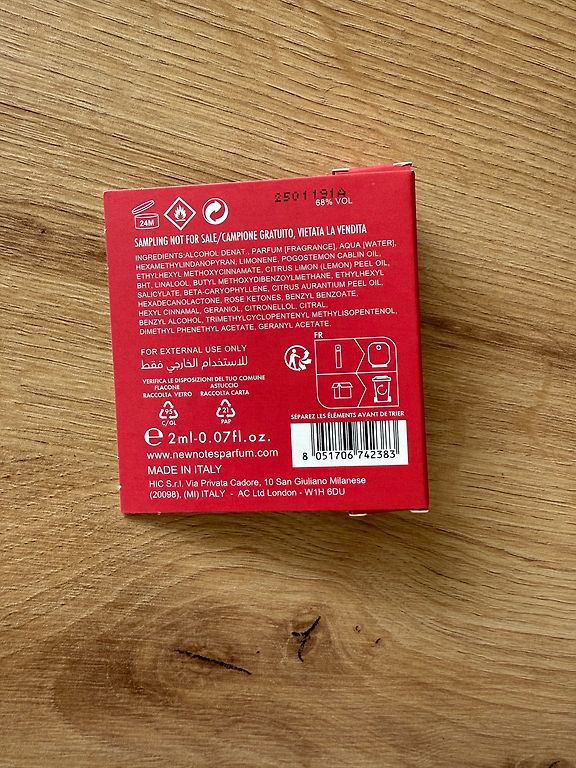 2501191A
68% VOL
24M
SAMPLING NOT FOR SALE/CAMPIONE GRATUITO, VIETATA LA VENDITA
INGREDIENTS:ALCOHOL DENAT., PARFUM [FRAGRANCE], AQUA [WATER],
HEXAMETHYLINDANOPYRAN, LIMONENE, POGOSTEMON CABLIN OIL,
ETHYLHEXYL METHOXYCINNAMATE, CITRUS LIMON (LEMON) PEEL OIL,
BHT, LINALOOL, BUTYL METHOXYDIBENZOYLMETHANE, ETHYLHEXYL
SALICYLATE, BETA-CARYOPHYLLENE, CITRUS AURANTIUM PEEL OIL,
HEXADECANOLACTONE, ROSE KETONES, BENZYL BENZOATE,
HEXYL CINNAMAL, GERANIOL, CITRONELLOL, CITRAL,
BENZYL ALCOHOL, TRIMETHYLCYCLOPENTENYL METHYLISOPENTENOL,
DIMETHYL PHENETHYL ACETATE, GERANYL ACETATE.
FOR EXTERNAL USE ONLY
للاستخدام الخارجي فقط
VERIFICA LE DISPOSIZIONI DEL TUO COMUNE
FLACONE ASTUCCIO
RACCOLTA VETRO RACCOLTA CARTA
95 21
C/GL PAP
FR
SÉPAREZ LES ÉLÉMENTS AVANT DE TRIER
e 2ml-0.07fl.oz.
www.newnotesparfum.com
8 051706 742383
MADE IN ITALY
HIC S.r.l. Via Privata Cadore, 10 San Giuliano Milanese
(20098), (MI) ITALY - AC Ltd London - W1H 6DU